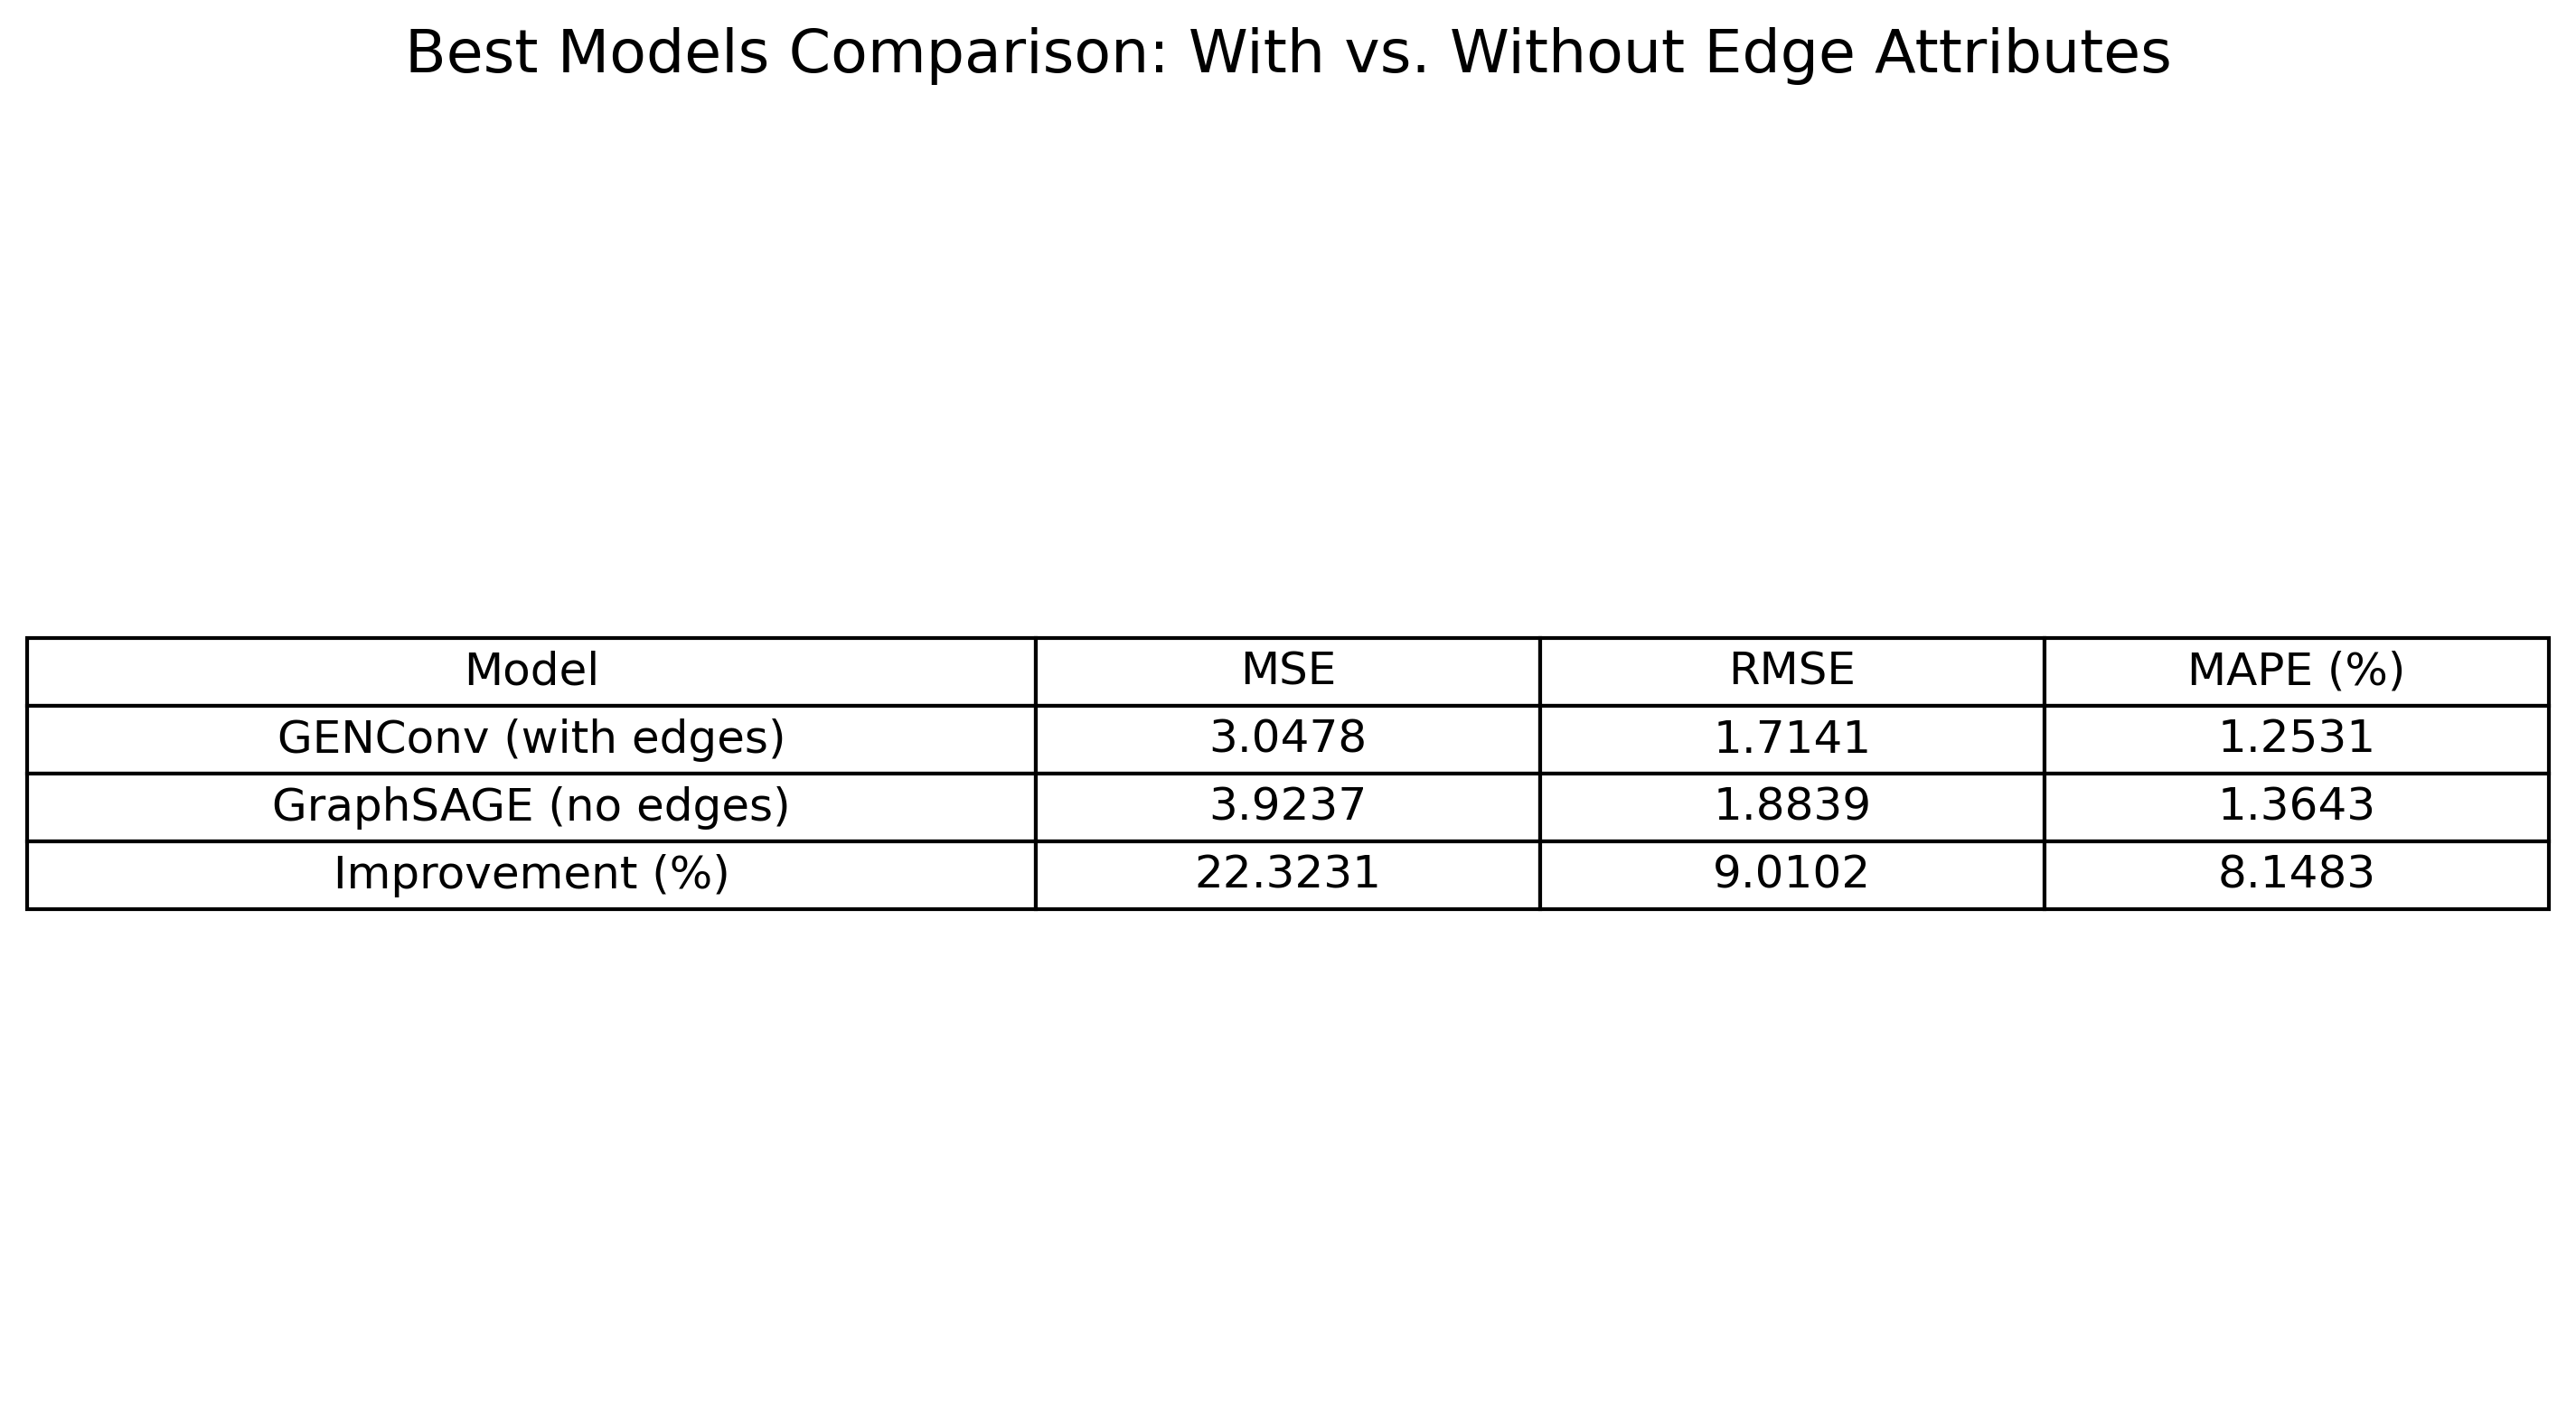 Best Models Comparison: With vs. Without Edge Attributes
Model MSE RMSE MAPE (%)
GENConv (with edges) 3.0478 1.7141 1.2531
GraphSAGE (no edges) 3.9237 1.8839 1.3643
Improvement (%) 22.3231 9.0102 8.1483